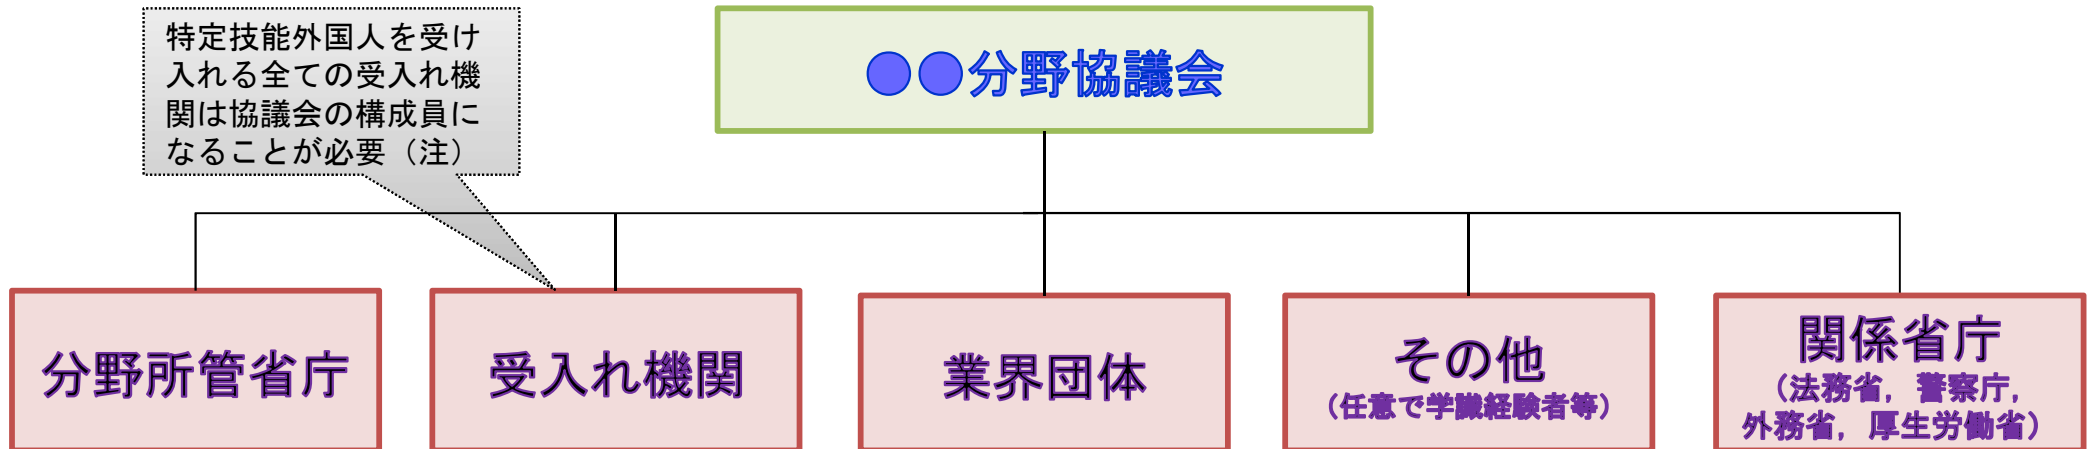 特定技能外国人を受け
入れる全ての受入れ機
関は協議会の構成員に
なることが必要（注）
●●分野協議会
分野所管省庁
受入れ機関
業界団体
その他
（任意で学識経験者等）
関係省庁
（法務省，警察庁，
外務省，厚生労働省）